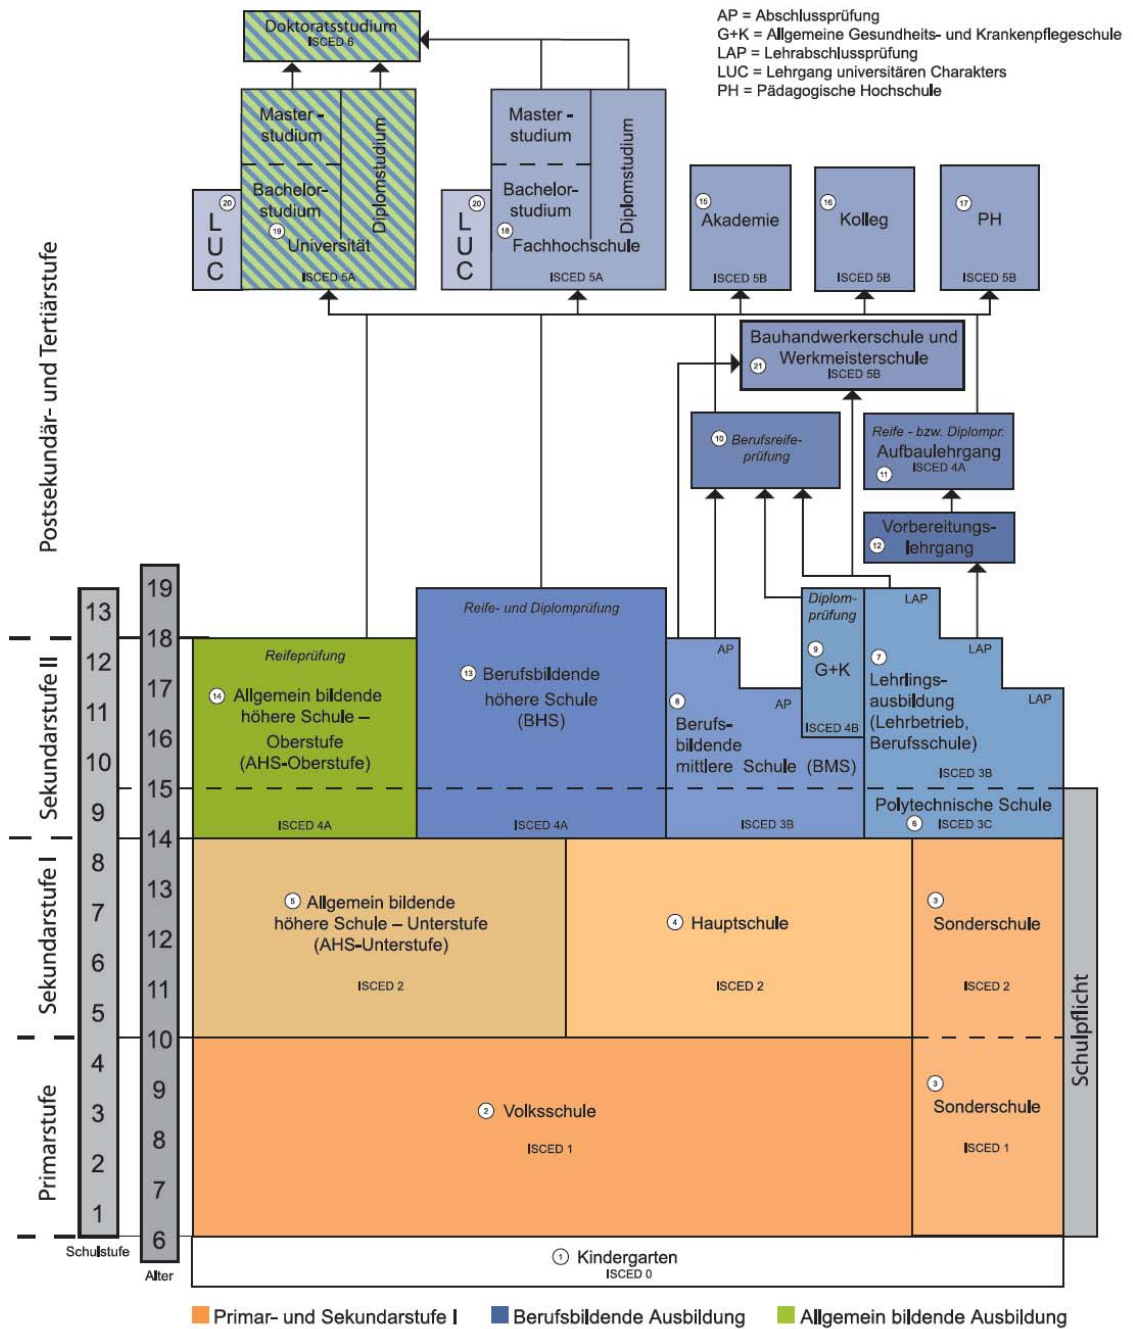 AP = Abschlussprüfung
G+K = Allgemeine Gesundheits- und Krankenpflegeschule
LAP = Lehrabschlussprüfung
LUC = Lehrgang universitären Charakters
PH = Pädagogische Hochschule
Doktoratsstudium
ISCED 6
Master-
studium
Bachelor-
studium
Diplomstudium
19 Universität
ISCED 5A
20
L
U
C
Master-
studium
Bachelor-
studium
Diplomstudium
18 Fachhochschule
ISCED 5A
20
L
U
C
15
Akademie
ISCED 5B
16
Kolleg
ISCED 5B
17
PH
ISCED 5B
Bauhandwerkerschule und
Werkmeisterschule
21
ISCED 5B
10 Berufsreife-
prüfung
Reife - bzw. Diplompr.
Aufbaulehrgang
11 ISCED 4A
Vorbereitungs-
12 lehrgang
Postsekundär- und Tertiärstufe
Sekundarstufe II
Sekundarstufe I
Primarstufe
13
12
11
10
9
8
7
6
5
4
3
2
1
Schulstufe
19
18
17
16
15
14
13
12
11
10
9
8
7
6
Alter
Reifeprüfung
14 Allgemein bildende
höhere Schule –
Oberstufe
(AHS-Oberstufe)
ISCED 4A
Reife- und Diplomprüfung
13 Berufsbildende
höhere Schule
(BHS)
ISCED 4A
AP
AP
8 Berufs-
bildende
mittlere Schule (BMS)
ISCED 3B
Diplom-
prüfung
9
G+K
ISCED 4B
LAP
LAP
LAP
7
Lehrlings-
ausbildung
(Lehrbetrieb,
Berufsschule)
ISCED 3B
Polytechnische Schule
6 ISCED 3C
5 Allgemein bildende
höhere Schule – Unterstufe
(AHS-Unterstufe)
ISCED 2
4 Hauptschule
ISCED 2
3
Sonderschule
ISCED 2
2 Volksschule
ISCED 1
3
Sonderschule
ISCED 1
Schulpflicht
1 Kindergarten
ISCED 0
Primar- und Sekundarstufe I
Berufsbildende Ausbildung
Allgemein bildende Ausbildung